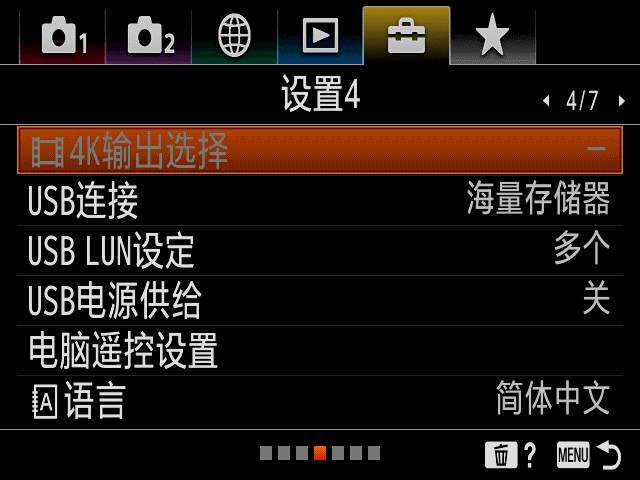 1 2
设置4
4/7
4K输出选择 –
USB连接 海量存储器
USB LUN设定 多个
USB电源供给 关
电脑遥控设置
A 语言 简体中文
? MENU